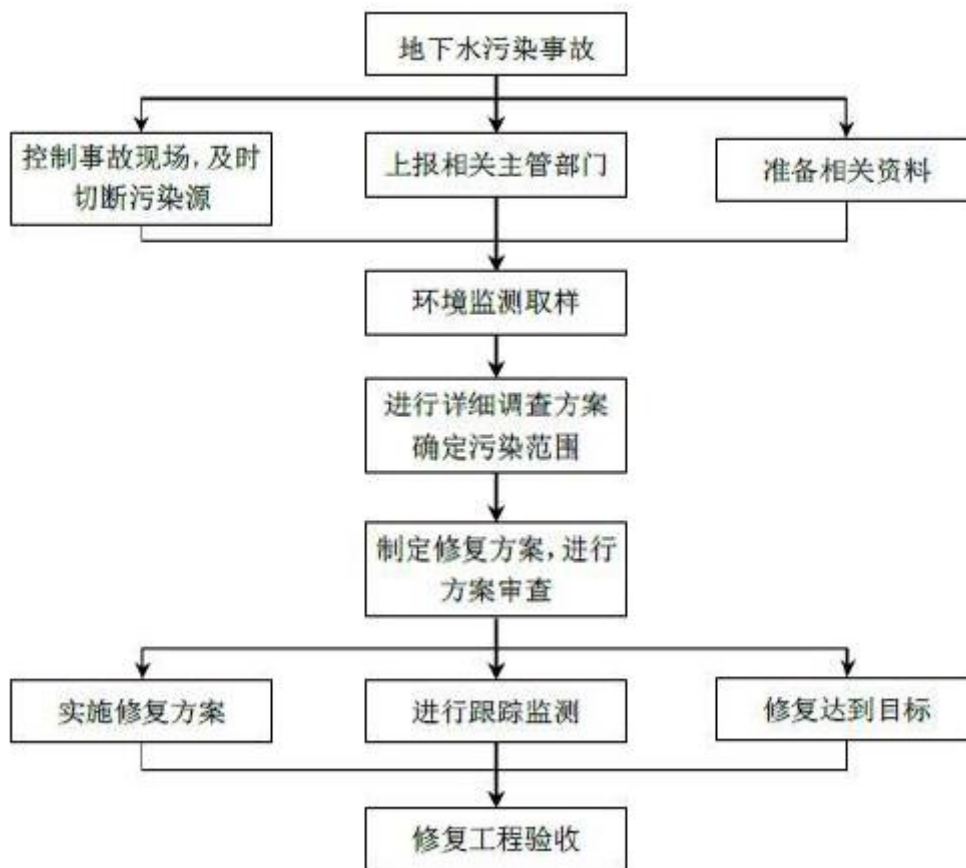 地下水污染事故
控制事故现场，及时
切断污染源
上报相关主管部门
准备相关资料
环境监测取样
进行详细调查方案
确定污染范围
制定修复方案，进行
方案审查
实施修复方案
进行跟踪监测
修复达到目标
修复工程验收